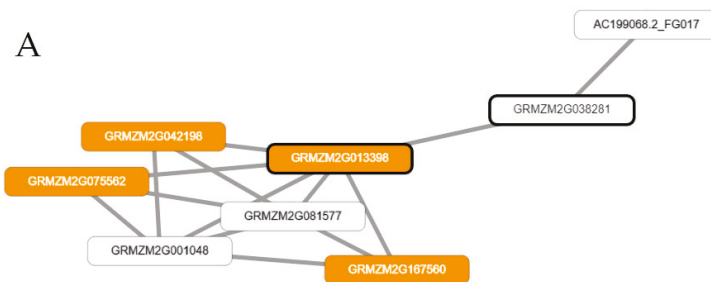 A
AC199068.2_FG017
GRMZM2G038281
GRMZM2G042198
GRMZM2G013398
GRMZM2G075562
GRMZM2G081577
GRMZM2G001048
GRMZM2G167560